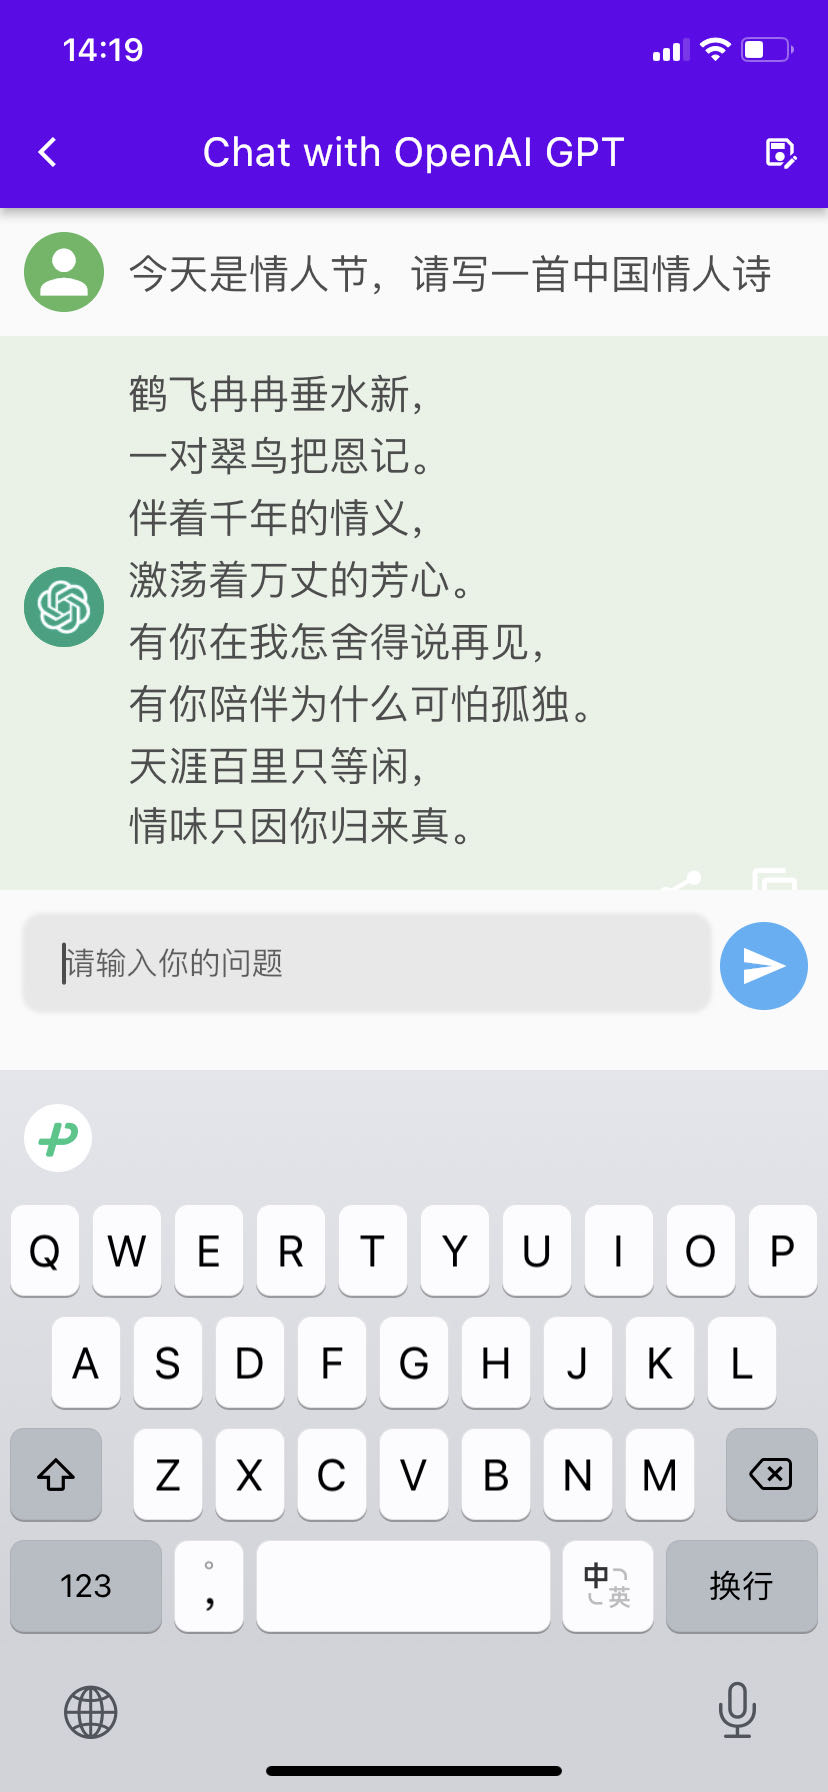 14:19
Chat with OpenAI GPT
今天是情人节，请写一首中国情人诗
鹤飞冉冉垂水新，
一对翠鸟把恩记。
伴着千年的情义，
激荡着万丈的芳心。
有你在我怎舍得说再见，
有你陪伴为什么可怕孤独。
天涯百里只等闲，
情味只因你归来真。
请输入你的问题
Q W E R T Y U I O P
A S D F G H J K L
Z X C V B N M
123 。， 中英 换行